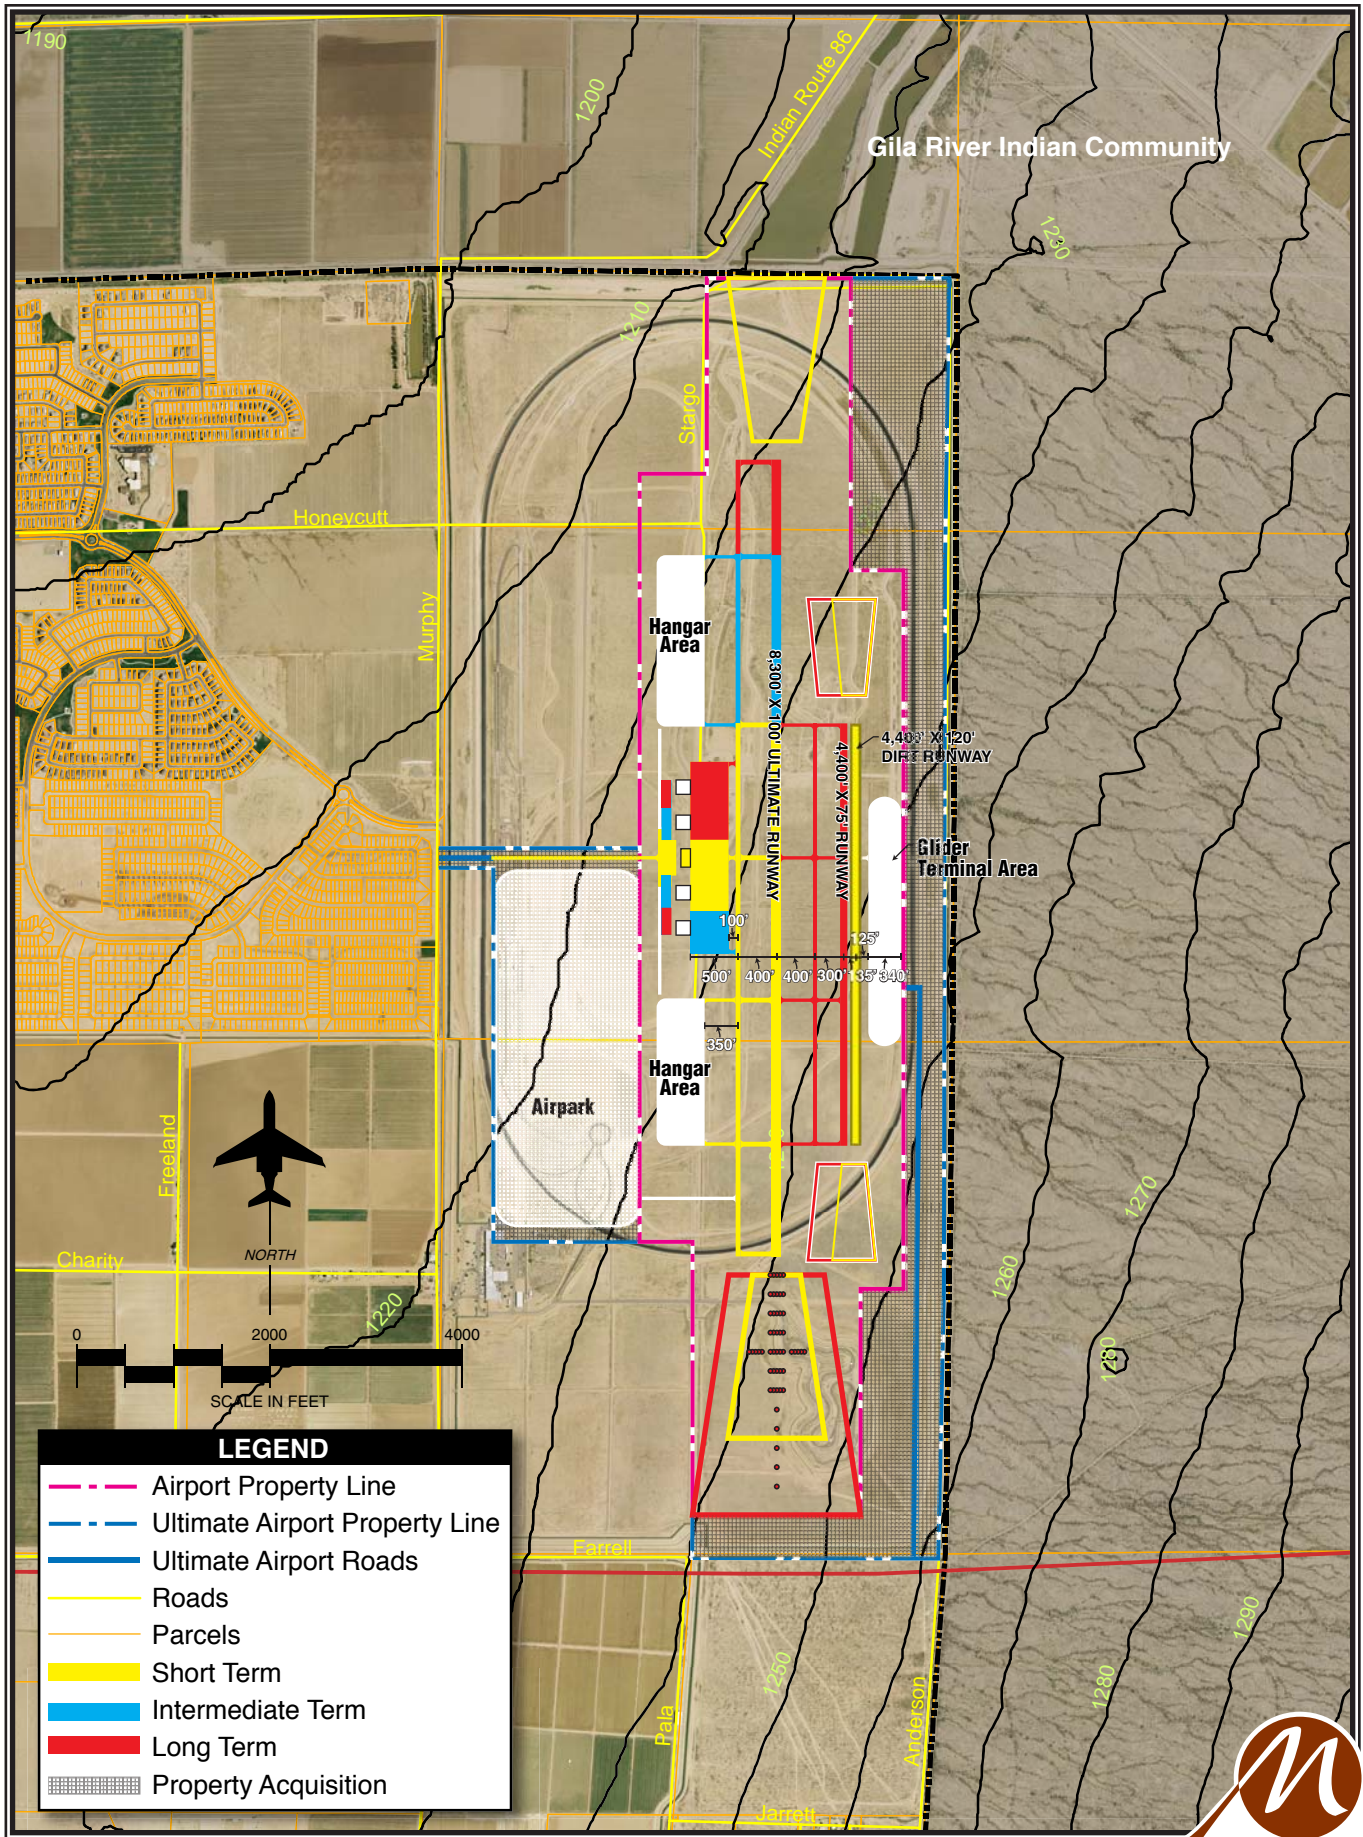 1190
1200
Indian Route 86
Gila River Indian Community
1230
1210
Stargo
Honeycutt
Murphy
Hangar
Area
8,300' X 100' ULTIMATE RUNWAY
4,400' X 75' RUNWAY
DIRT RUNWAY
Glider
Terminal Area
100'
125'
500'
400'
400'
300'
135'
340'
350'
Hangar
Area
Airpark
Freeland
NORTH
Charity
1220
0
2000
4000
SCALE IN FEET
1270
1260
1280
LEGEND
Airport Property Line
Ultimate Airport Property Line
Ultimate Airport Roads
Roads
Parcels
Short Term
Intermediate Term
Long Term
Property Acquisition
Farrell
1290
1250
1280
Pala
Anderson
Jarrett